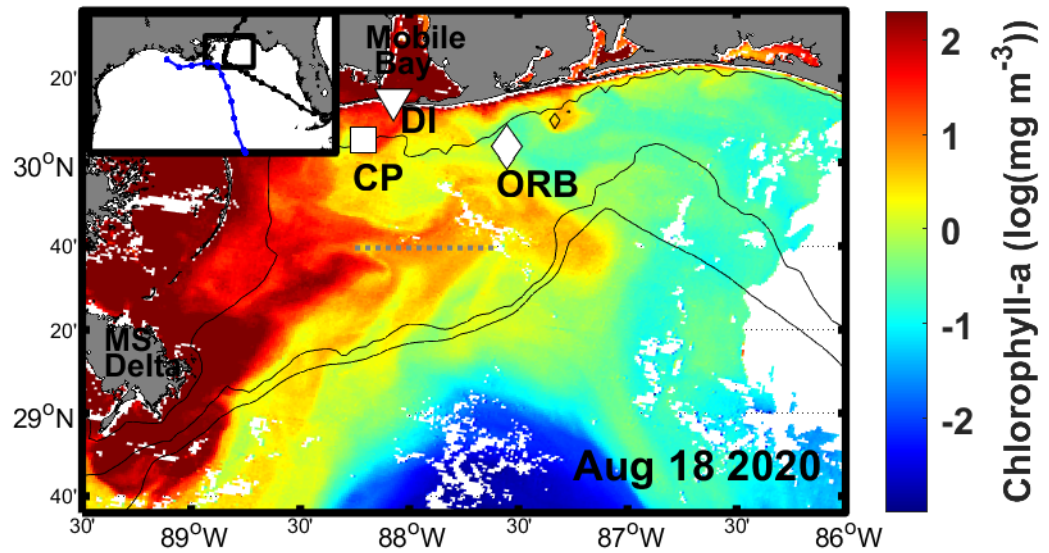 Mobile
Bay
DI
CP
ORB
MS
Delta
Aug 18 2020
20'
30°N
40'
20'
29°N
40'
30'
89°W
30'
88°W
30'
87°W
30'
86°W
2
1
0
-1
-2
Chlorophyll-a (log(mg m⁻³))